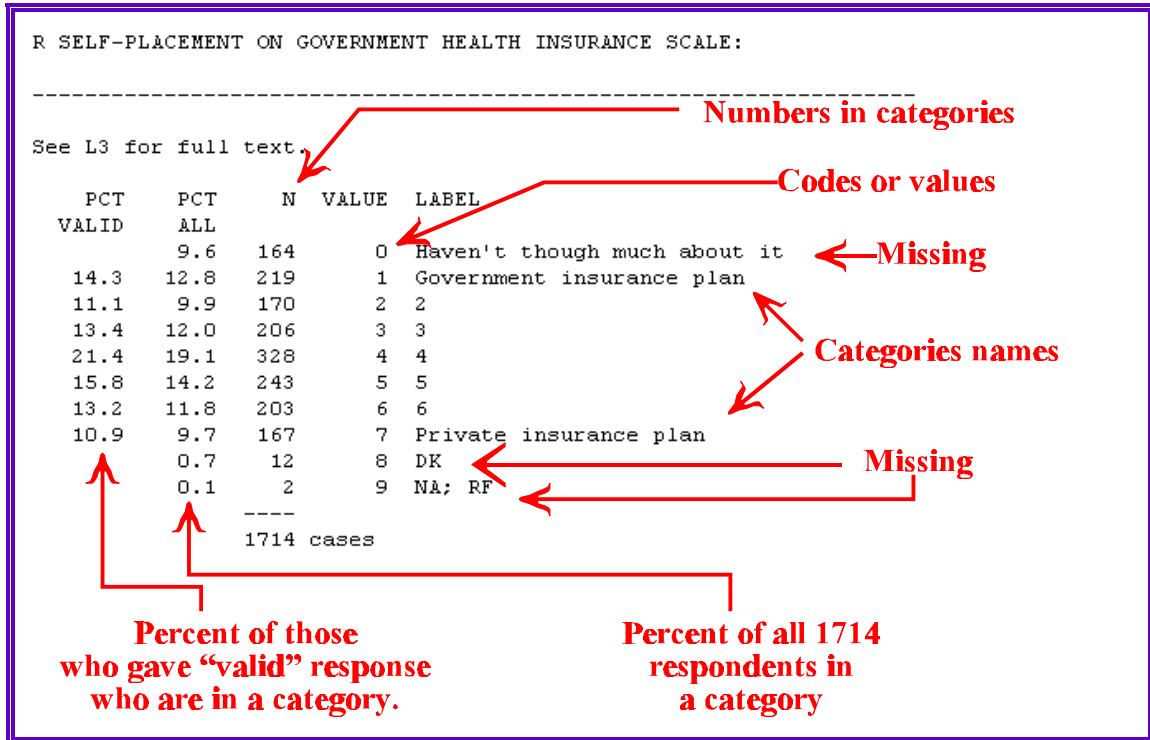 R SELF-PLACEMENT ON GOVERNMENT HEALTH INSURANCE SCALE:
--------------------------------------------------------------------
Numbers in categories
See L3 for full text.
Codes or values
PCT PCT N VALUE LABEL
VALID ALL
9.6 164 0 Haven't though much about it
Missing
14.3 12.8 219 1 Government insurance plan
11.1 9.9 170 2 2
13.4 12.0 206 3 3
21.4 19.1 328 4 4
Categories names
15.8 14.2 243 5 5
13.2 11.8 203 6 6
10.9 9.7 167 7 Private insurance plan
0.7 12 8 DK
Missing
0.1 2 9 NA; RF
----
1714 cases
Percent of those
who gave “valid” response
who are in a category.
Percent of all 1714
respondents in
a category